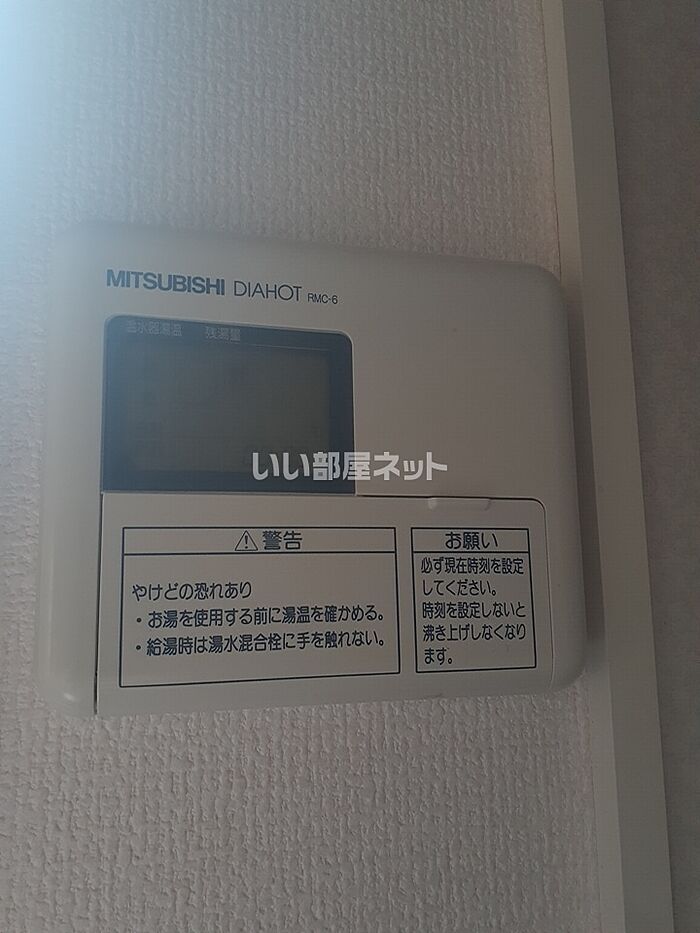 MITSUBISHI DIAHOT RMC-6
温水器湯温 残湯量
いい部屋ネット
⚠警告
やけどの恐れあり
・お湯を使用する前に湯温を確かめる。
・給湯時は湯水混合栓に手を触れない。
お願い
必ず現在時刻を設定
してください。
時刻を設定しないと
沸き上げしなくなり
ます。